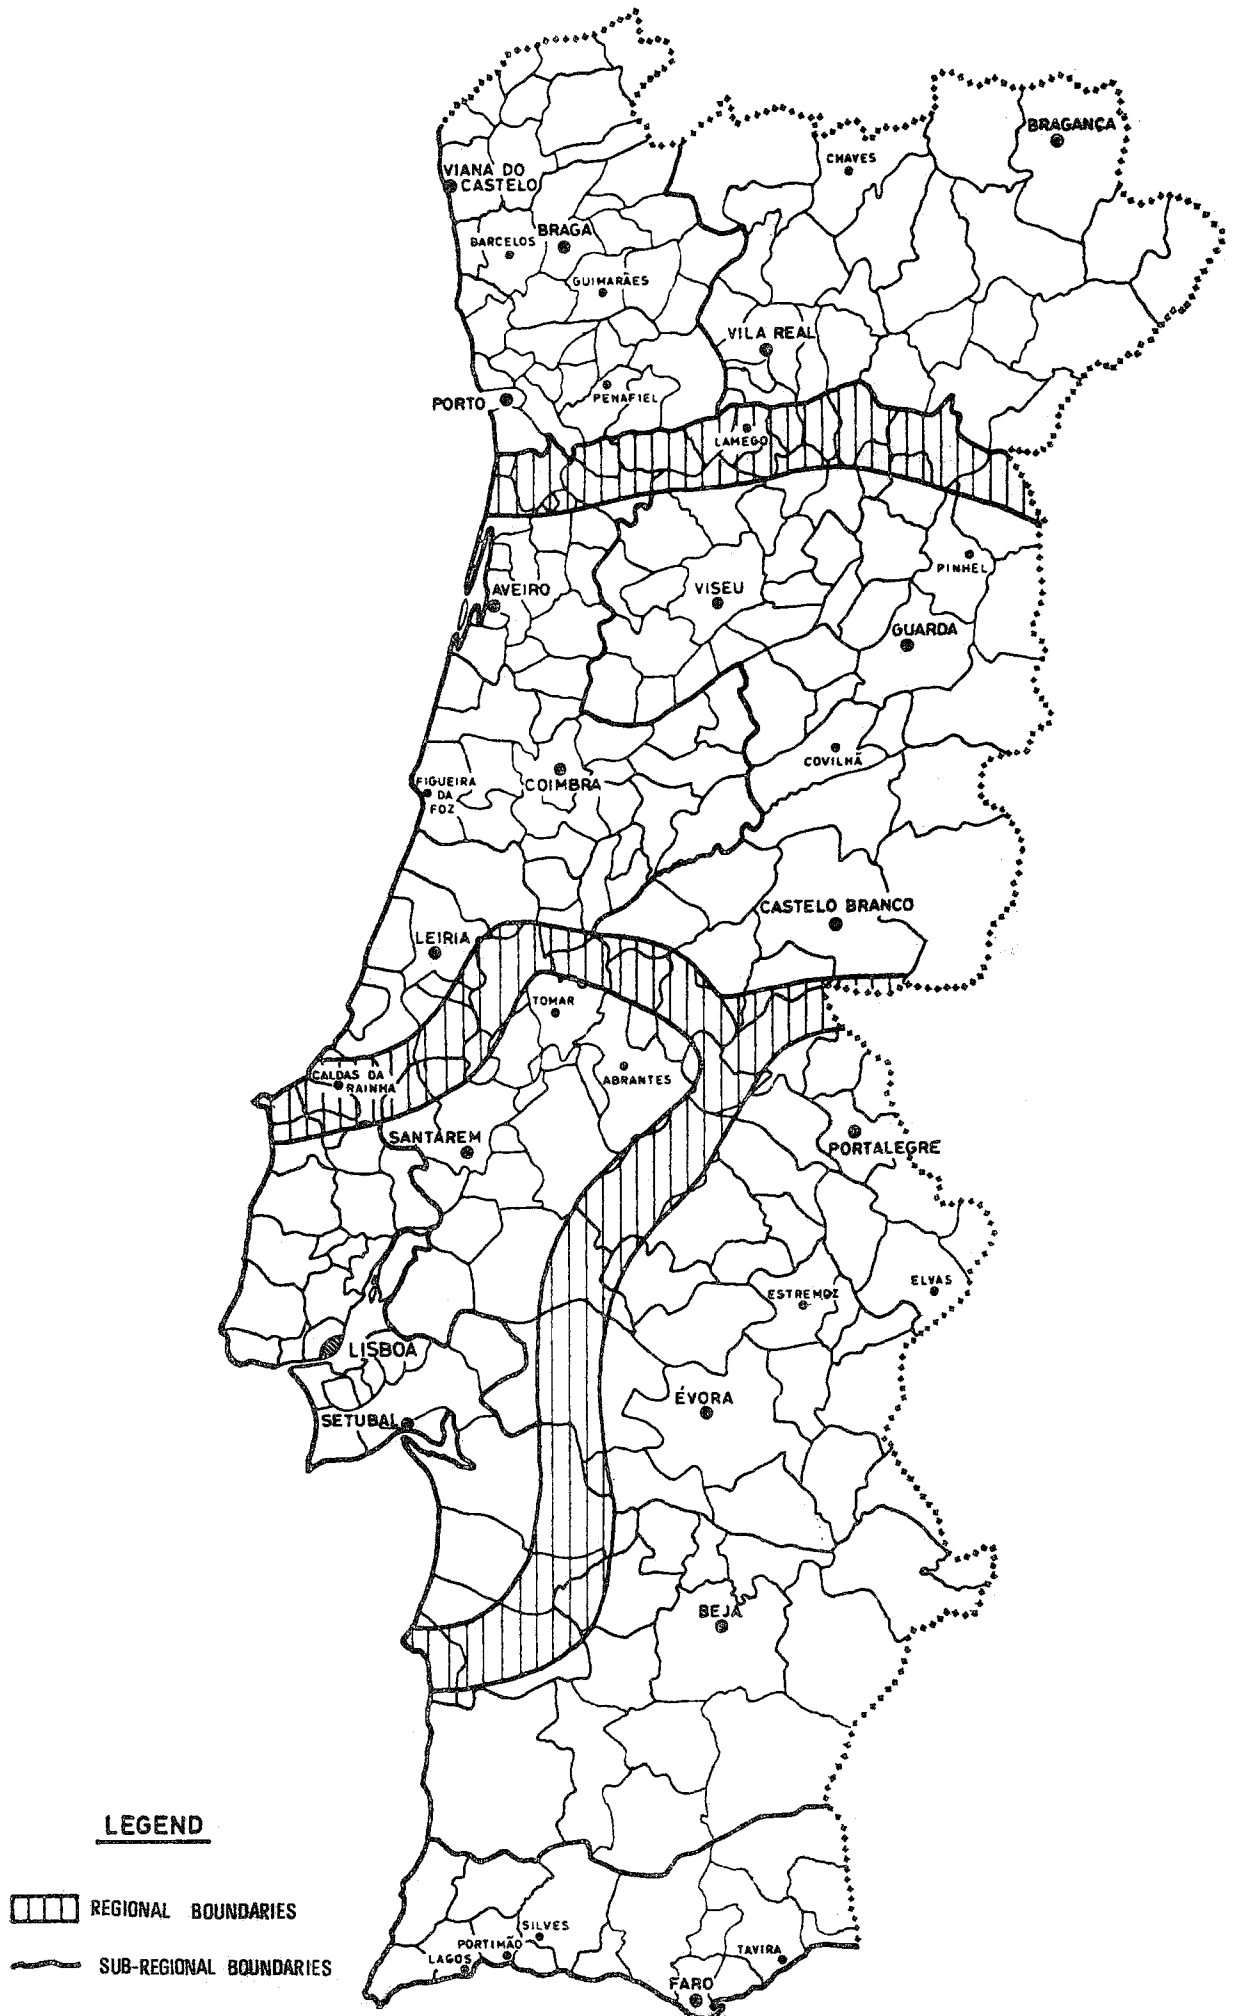 BRAGANÇA
CHAVES
VIANA DO
CASTELO
BRAGA
BARCELOS
GUIMARÃES
VILA REAL
PENAFIEL
PORTO
LAMEGO
PINHEL
AVEIRO
VISEU
GUARDA
COVILHÃ
FIGUEIRA
DA
FOZ
COIMBRA
CASTELO BRANCO
LEIRIA
TOMAR
CALDAS DA
RAINHA
ABRANTES
SANTAREM
PORTALEGRE
ELVAS
ESTREMOZ
LISBOA
ÉVORA
SETUBAL
BEJA
LEGEND
REGIONAL BOUNDARIES
SUB-REGIONAL BOUNDARIES
SILVES
PORTIMÃO
LAGOS
TAVIRA
FARO